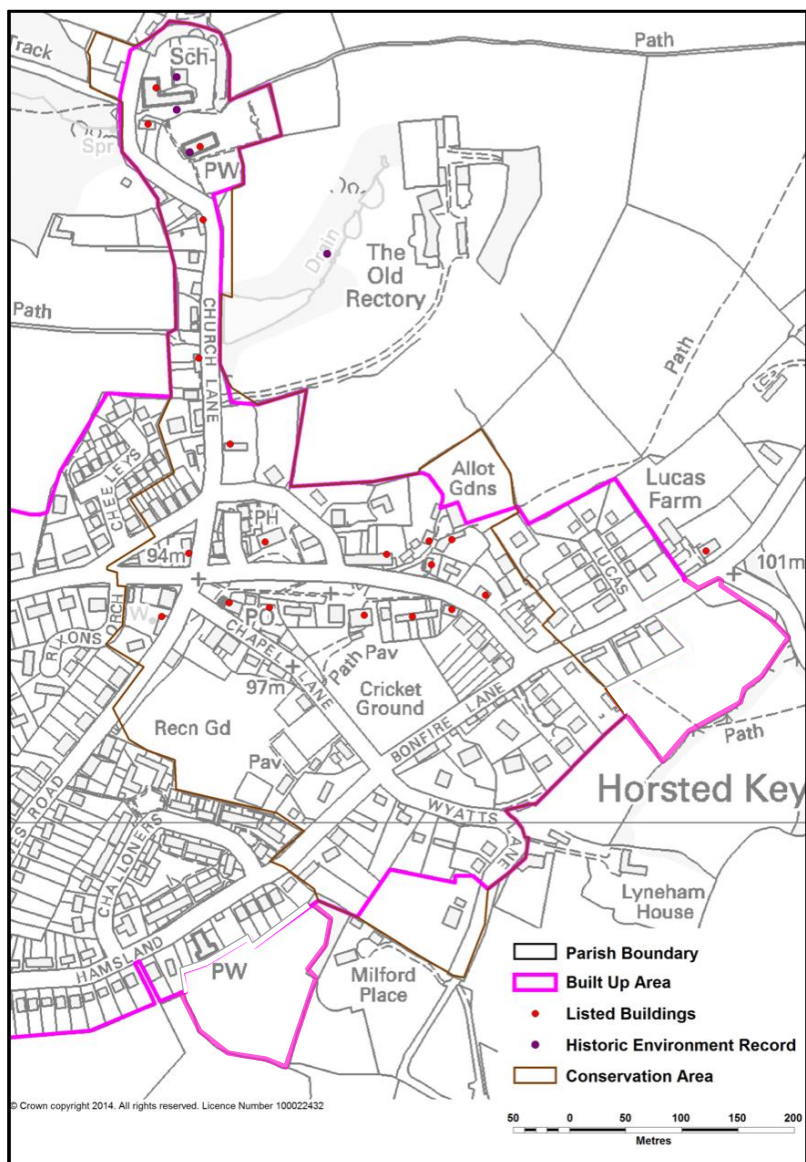 Track
Sch
Path
Spr
PW
Drain
The
Old
Rectory
Path
CHURCH LANE
Path
CHEE LEYS
Allot
Gdns
Lucas
Farm
PH
94m
LUCAS
101m
PO
RIXONS
ORCH
CHAPEL LANE
Path
Pav
97m
Cricket
Ground
Recn Gd
BONFIRE LANE
Path
Pav
Horsted Key
WYATTS LANE
ES ROAD
CHALLONERS
Lyneham
House
HAMSLAND
PW
Milford
Place
Parish Boundary
Built Up Area
Listed Buildings
Historic Environment Record
Conservation Area
© Crown copyright 2014. All rights reserved. Licence Number 100022432
50 0 50 100 150 200
Metres